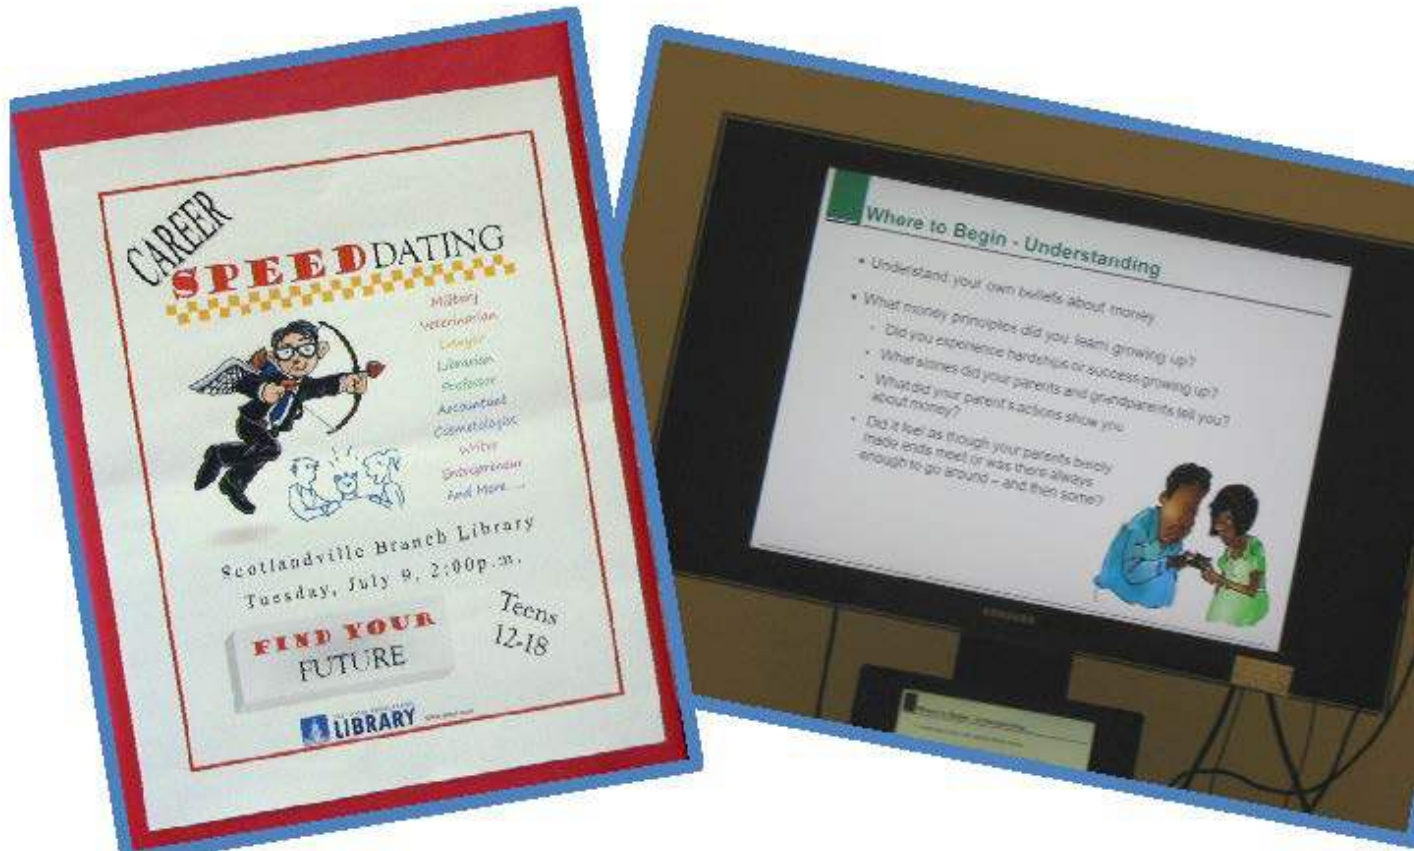 CAREER
SPEED DATING
Military
Veterinarian
Lawyer
Librarian
Professor
Accountant
Cosmetologist
Writer
Entrepreneur
And More....
Scotlandville Branch Library
Tuesday, July 9, 2:00p.m.
Teens
12-18
FIND YOUR
FUTURE
LIBRARY
Where to Begin - Understanding
• Understand your own beliefs about money
• What money principles did you learn growing up?
• Did you experience hardships or success growing up?
• What stories did your parents and grandparents tell you?
• What did your parent's actions show you
about money?
• Did it feel as though your parents barely
made ends meet or was there always
enough to go around – and then some?